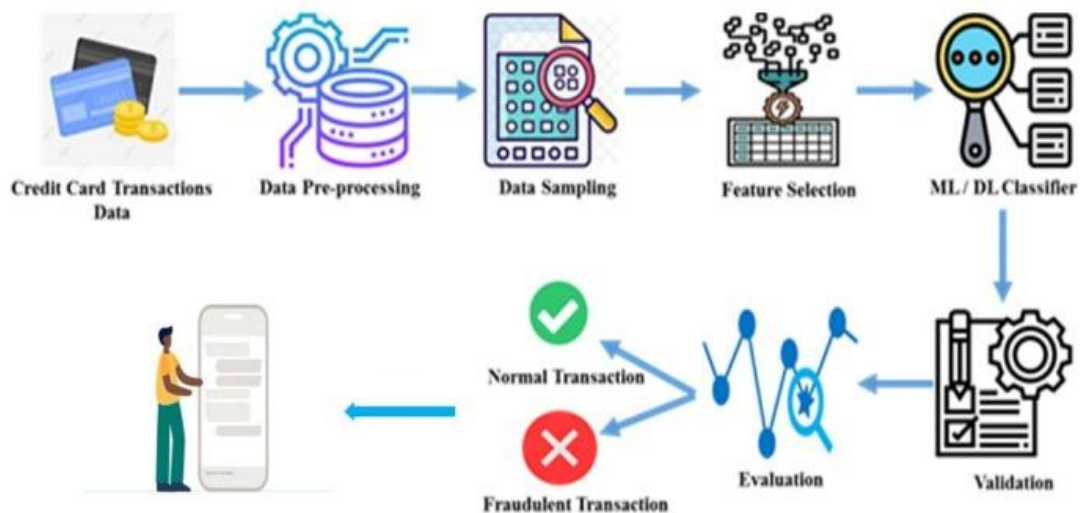 Credit Card Transactions
Data
Data Pre-processing
Data Sampling
Feature Selection
ML / DL Classifier
Normal Transaction
Fraudulent Transaction
Evaluation
Validation